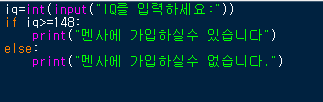 iq=int(input("IQ를 입력하세요:"))
if iq>=148:
    print("멘사에 가입하실수 있습니다")
else:
    print("멘사에 가입하실수 없습니다.")